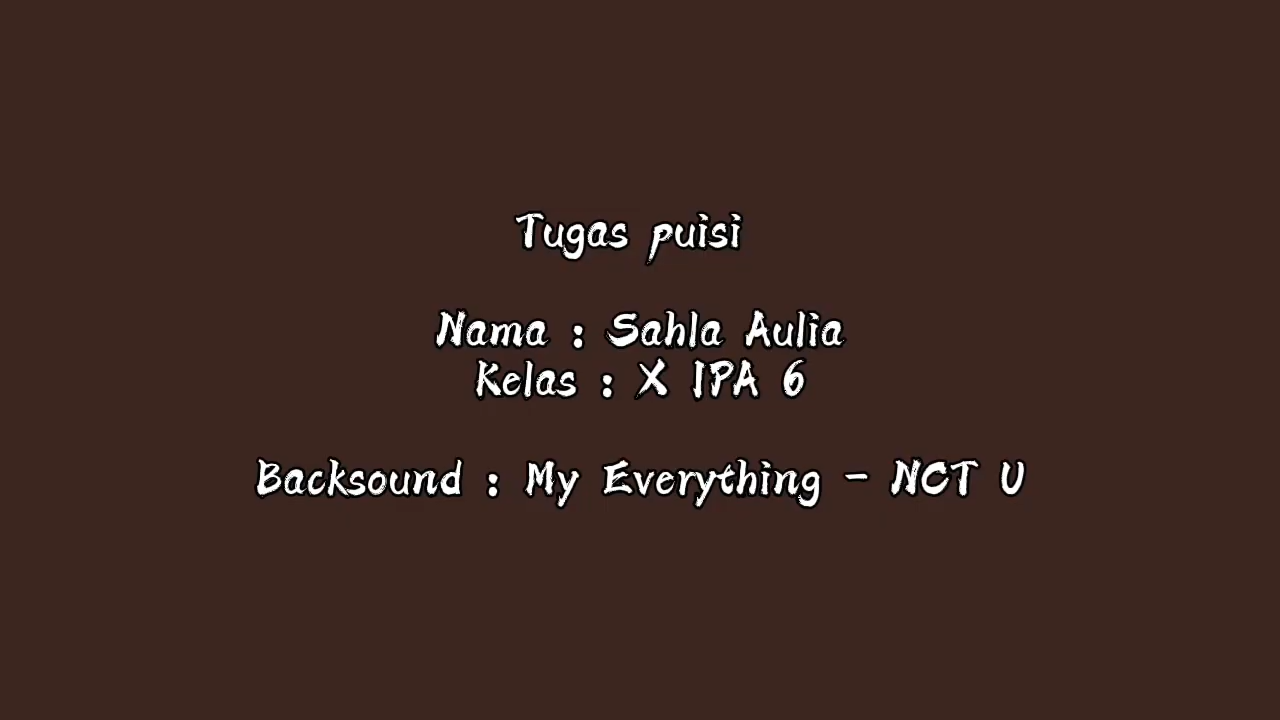 Tugas puisi
Nama : Sahla Aulia
Kelas : X IPA 6
Backsound : My Everything - NCT U